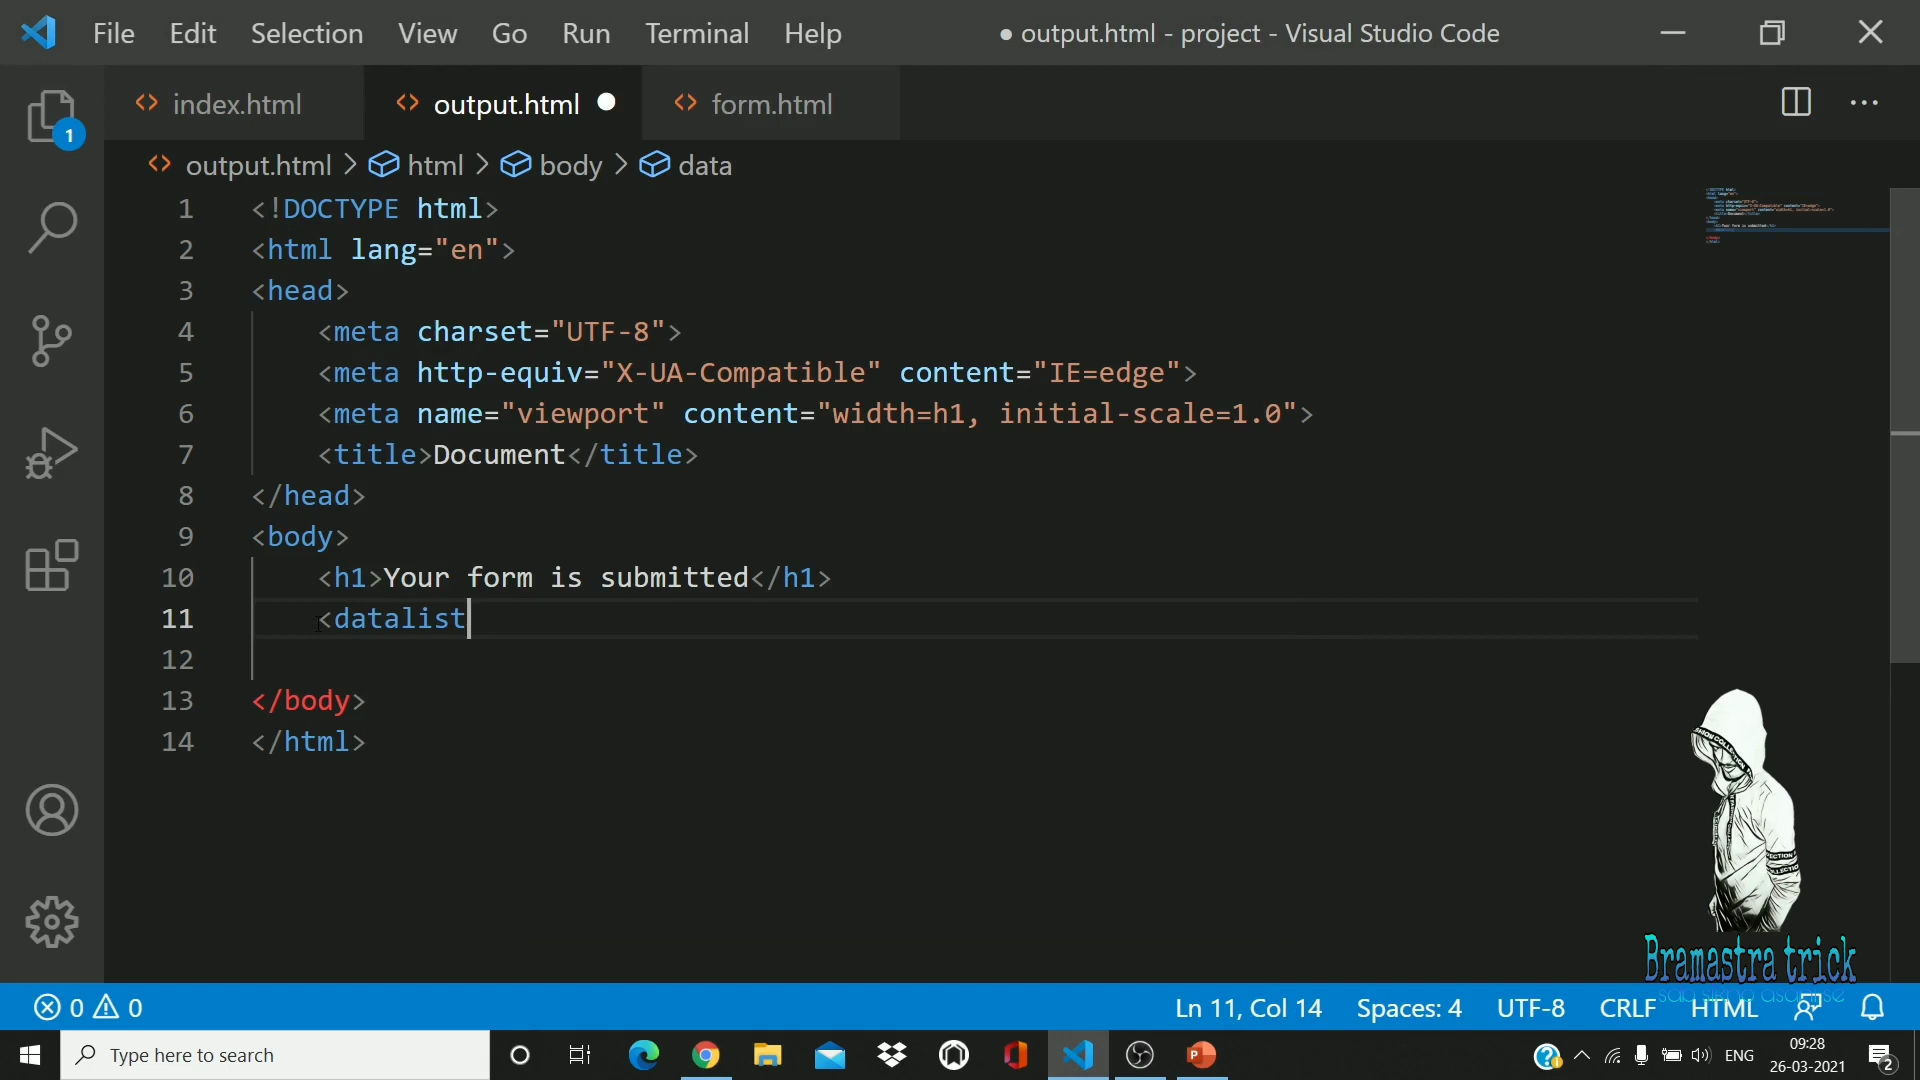 File Edit Selection View Go Run Terminal Help ● output.html - project - Visual Studio Code
index.html output.html form.html
1
output.html > html > body > data
1 <!DOCTYPE html>
2 <html lang="en">
3 <head>
4 <meta charset="UTF-8">
5 <meta http-equiv="X-UA-Compatible" content="IE=edge">
6 <meta name="viewport" content="width=h1, initial-scale=1.0">
7 <title>Document</title>
8 </head>
9 <body>
10 <h1>Your form is submitted</h1>
11 <datalist
12
13 </body>
14 </html>
Bramastra trick
0 0 Ln 11, Col 14 Spaces: 4 UTF-8 CRLF HTML
Type here to search
ENG 09:28
26-03-2021
2